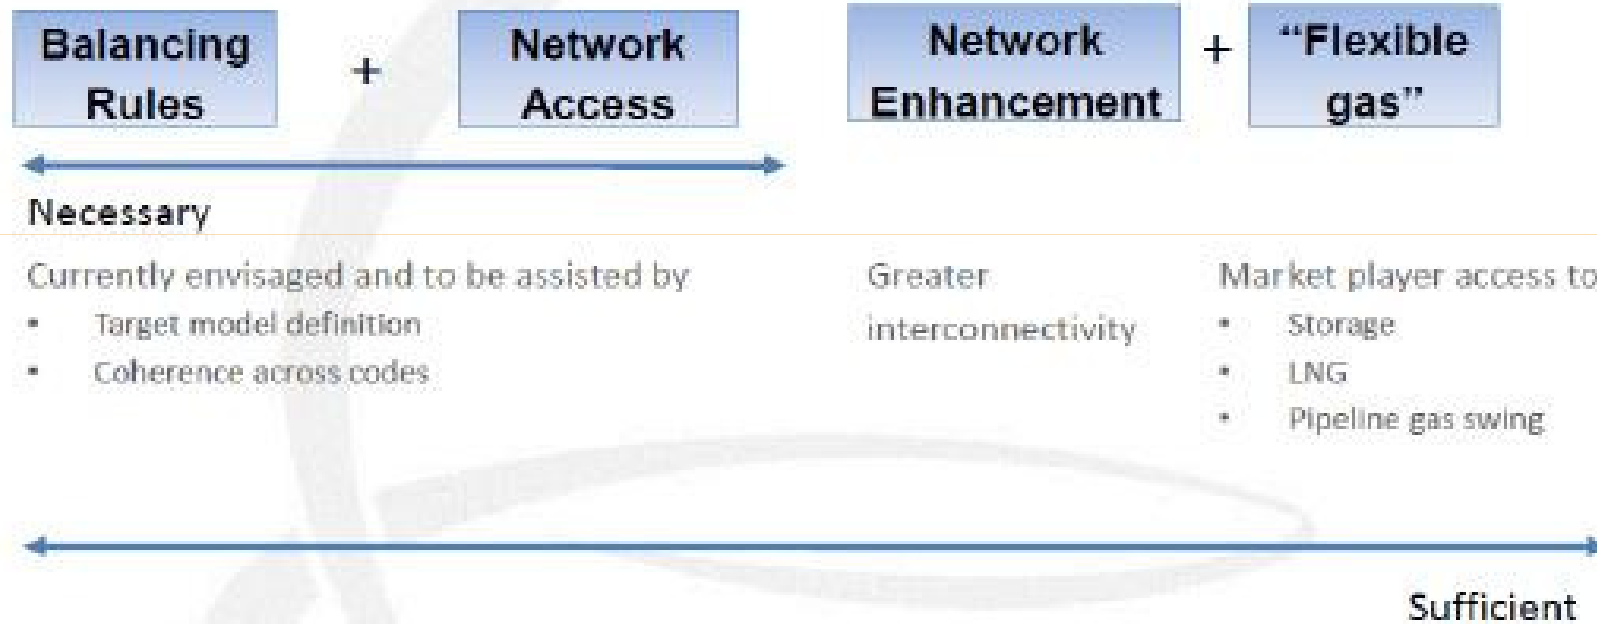 Balancing Rules
+
Network Access
Network Enhancement
+
“Flexible gas”
Necessary
Currently envisaged and to be assisted by
• Target model definition
• Coherence across codes
Greater
interconnectivity
Market player access to
• Storage
• LNG
• Pipeline gas swing
Sufficient